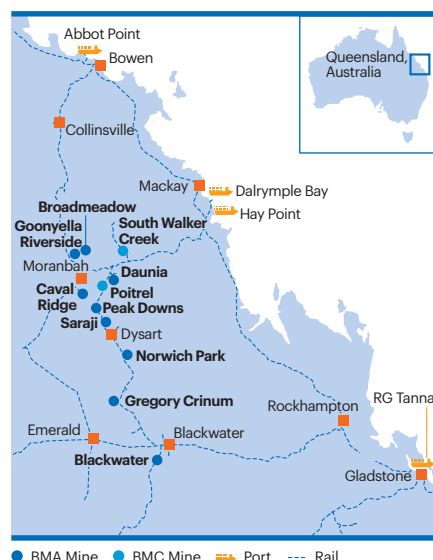 Abbot Point
Bowen
Queensland,
Australia
Collinsville
Mackay
Dalrymple Bay
Hay Point
Broadmeadow
Goonyella
Riverside
South Walker
Creek
Moranbah
Daunia
Caval
Ridge
Poitrel
Peak Downs
Saraji
Dysart
Norwich Park
Gregory Crinum
Rockhampton
RG Tanna
Emerald
Blackwater
Blackwater
Gladstone
BMA Mine BMC Mine Port Rail